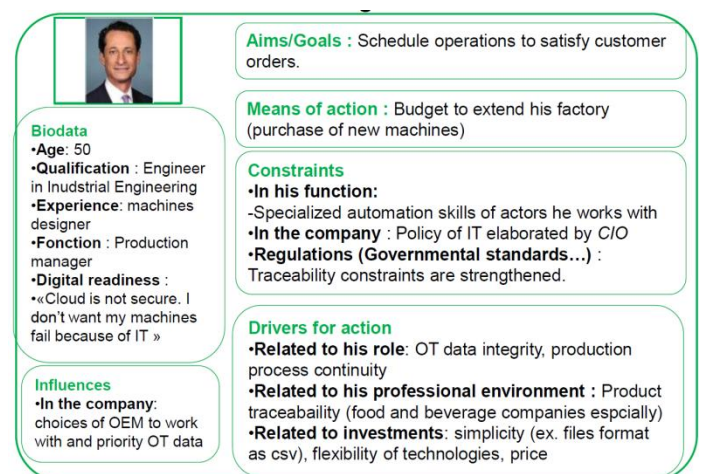 Biodata
•Age: 50
•Qualification : Engineer
in Inudstrial Engineering
•Experience: machines
designer
•Fonction : Production
manager
•Digital readiness :
•«Cloud is not secure. I
don’t want my machines
fail because of IT »
Influences
•In the company:
choices of OEM to work
with and priority OT data
Aims/Goals : Schedule operations to satisfy customer
orders.
Means of action : Budget to extend his factory
(purchase of new machines)
Constraints
•In his function:
-Specialized automation skills of actors he works with
•In the company : Policy of IT elaborated by CIO
•Regulations (Governmental standards…) :
Traceability constraints are strengthened.
Drivers for action
•Related to his role: OT data integrity, production
process continuity
•Related to his professional environment : Product
traceabaility (food and beverage companies espcially)
•Related to investments: simplicity (ex. files format
as csv), flexibility of technologies, price